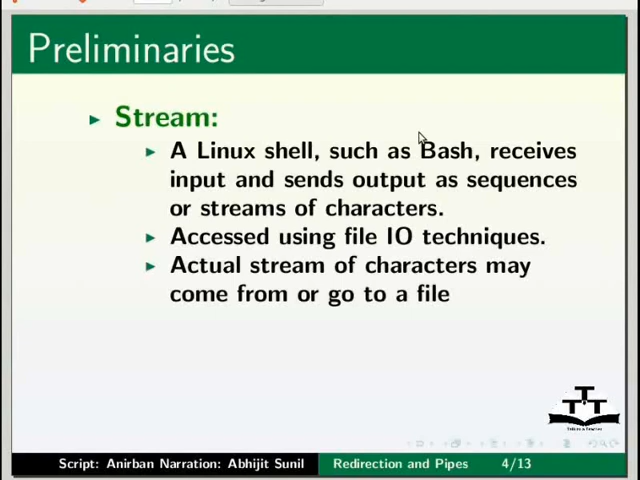 Preliminaries
Stream:
A Linux shell, such as Bash, receives
input and sends output as sequences
or streams of characters.
Accessed using file IO techniques.
Actual stream of characters may
come from or go to a file
Script: Anirban Narration: Abhijit Sunil Redirection and Pipes 4/13